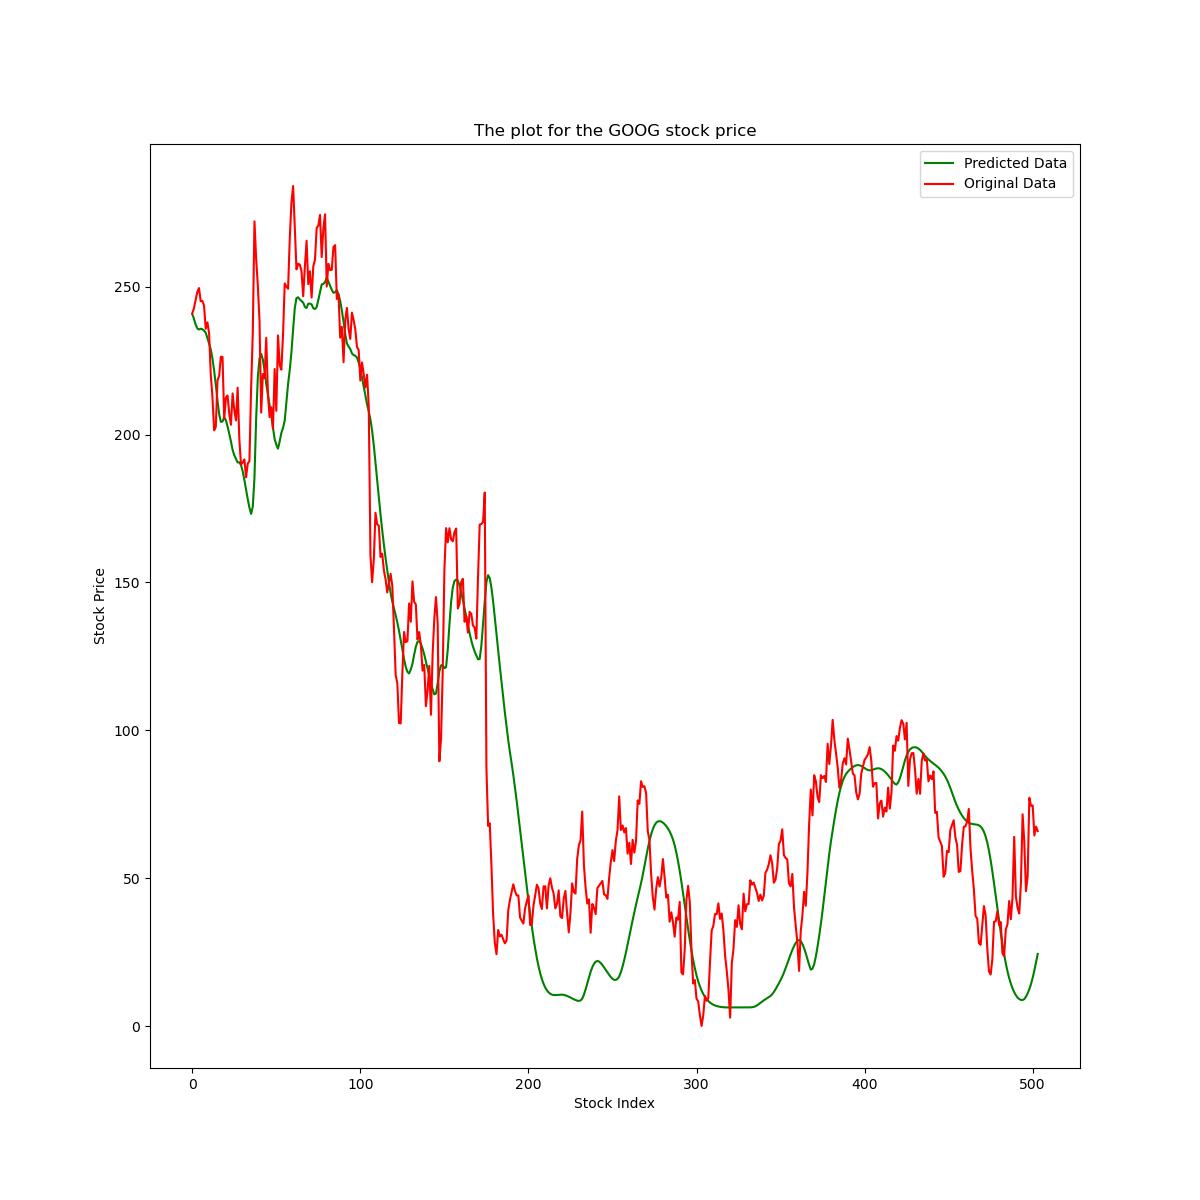 The plot for the GOOG stock price
Predicted Data
Original Data
250
200
150
100
50
0
Stock Price
0 100 200 300 400 500
Stock Index